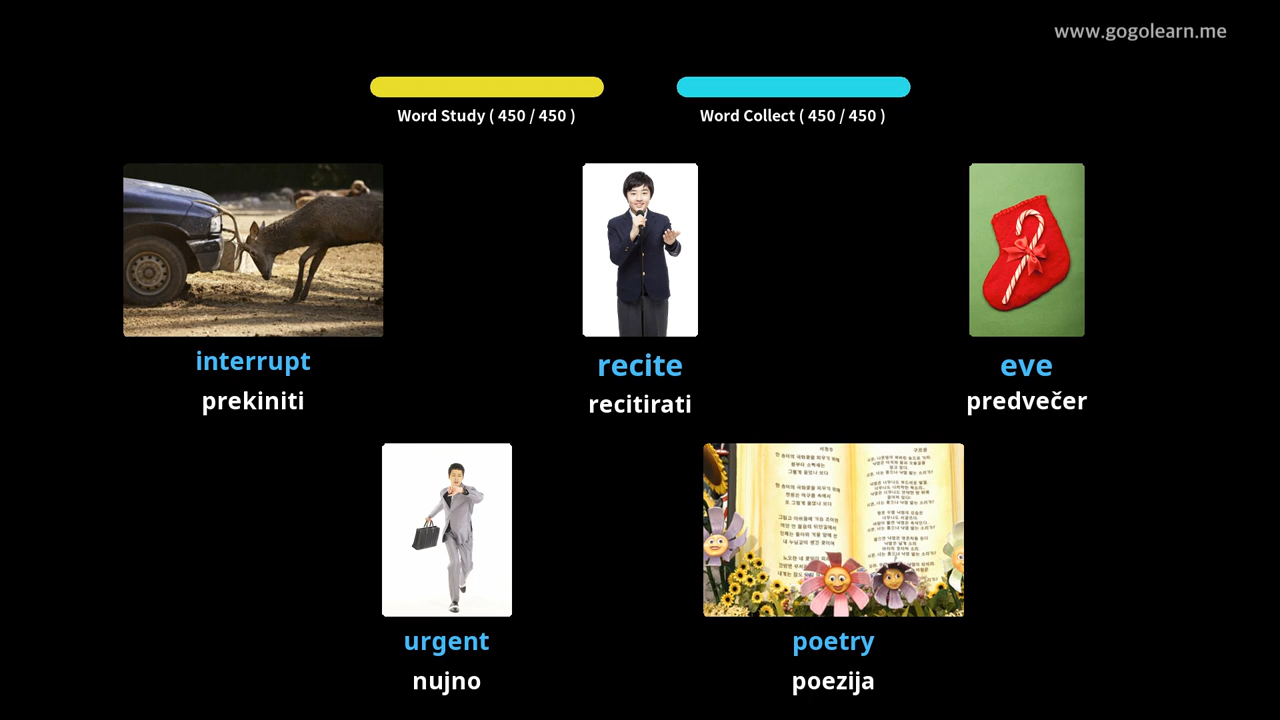 www.gogolearn.me
Word Study ( 450 / 450 )
Word Collect ( 450 / 450 )
interrupt
prekiniti
recite
recitirati
eve
predvečer
urgent
nujno
poetry
poezija